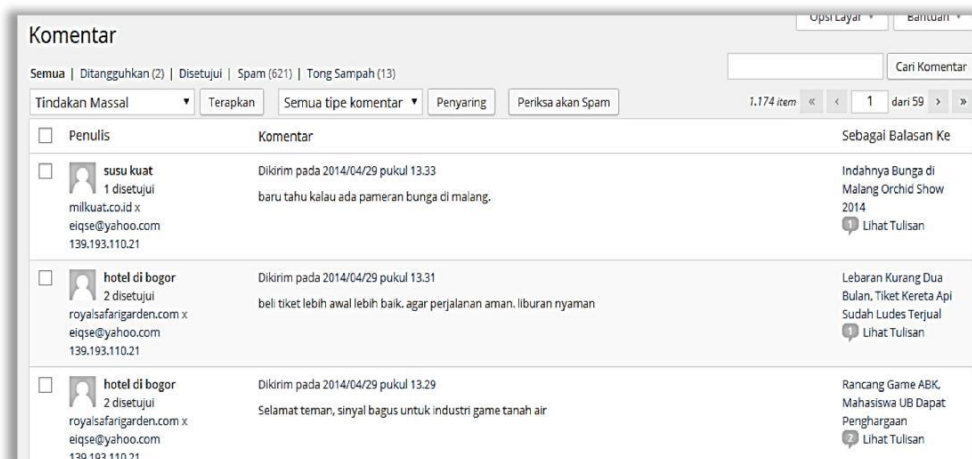 Opsi Layar ▼ Bantuan ▼
Komentar
Cari Komentar
Semua | Ditangguhkan (2) | Disetujui | Spam (621) | Tong Sampah (13)
Tindakan Massal ▼ Terapkan Semua tipe komentar ▼ Penyaring Periksa akan Spam 1.174 item « ‹ 1 dari 59 › »
Penulis Komentar Sebagai Balasan Ke
susu kuat
1 disetujui
milkuat.co.id x
eiqse@yahoo.com
139.193.110.21
Dikirim pada 2014/04/29 pukul 13.33
baru tahu kalau ada pameran bunga di malang.
Indahnya Bunga di
Malang Orchid Show
2014
1 Lihat Tulisan
hotel di bogor
2 disetujui
royalsafarigarden.com x
eiqse@yahoo.com
139.193.110.21
Dikirim pada 2014/04/29 pukul 13.31
beli tiket lebih awal lebih baik. agar perjalanan aman. liburan nyaman
Lebaran Kurang Dua
Bulan, Tiket Kereta Api
Sudah Ludes Terjual
1 Lihat Tulisan
hotel di bogor
2 disetujui
royalsafarigarden.com x
eiqse@yahoo.com
139.193.110.21
Dikirim pada 2014/04/29 pukul 13.29
Selamat teman, sinyal bagus untuk industri game tanah air
Rancang Game ABK,
Mahasiswa UB Dapat
Penghargaan
2 Lihat Tulisan